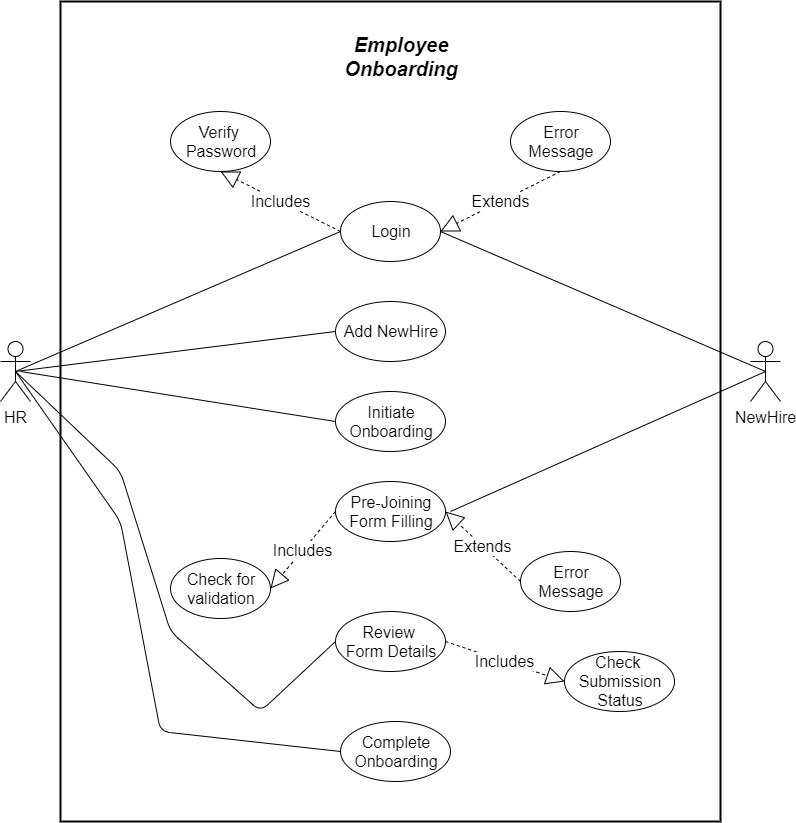 Employee
Onboarding
Verify
Password
Error
Message
Includes
Extends
Login
Add NewHire
HR
NewHire
Initiate
Onboarding
Pre-Joining
Form Filling
Includes
Extends
Check for
validation
Error
Message
Review
Form Details
Includes
Check
Submission
Status
Complete
Onboarding